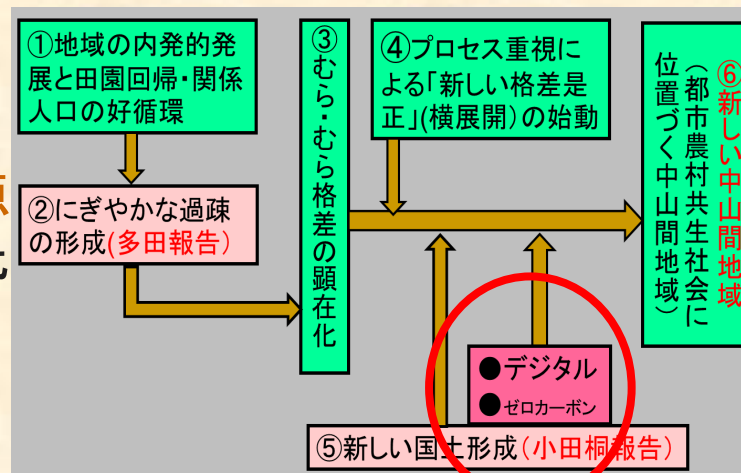 ①地域の内発的発
展と田園回帰・関係
人口の好循環
②にぎやかな過疎
の形成(多田報告）
③むら・むら格差の顕在化
④プロセス重視に
よる「新しい格差是
正」(横展開）の始動
⑥新しい中山間地域
（都市農村共生社会に
位置づく中山間地域）
●デジタル
●ゼロカーボン
⑤新しい国土形成(小田桐報告）